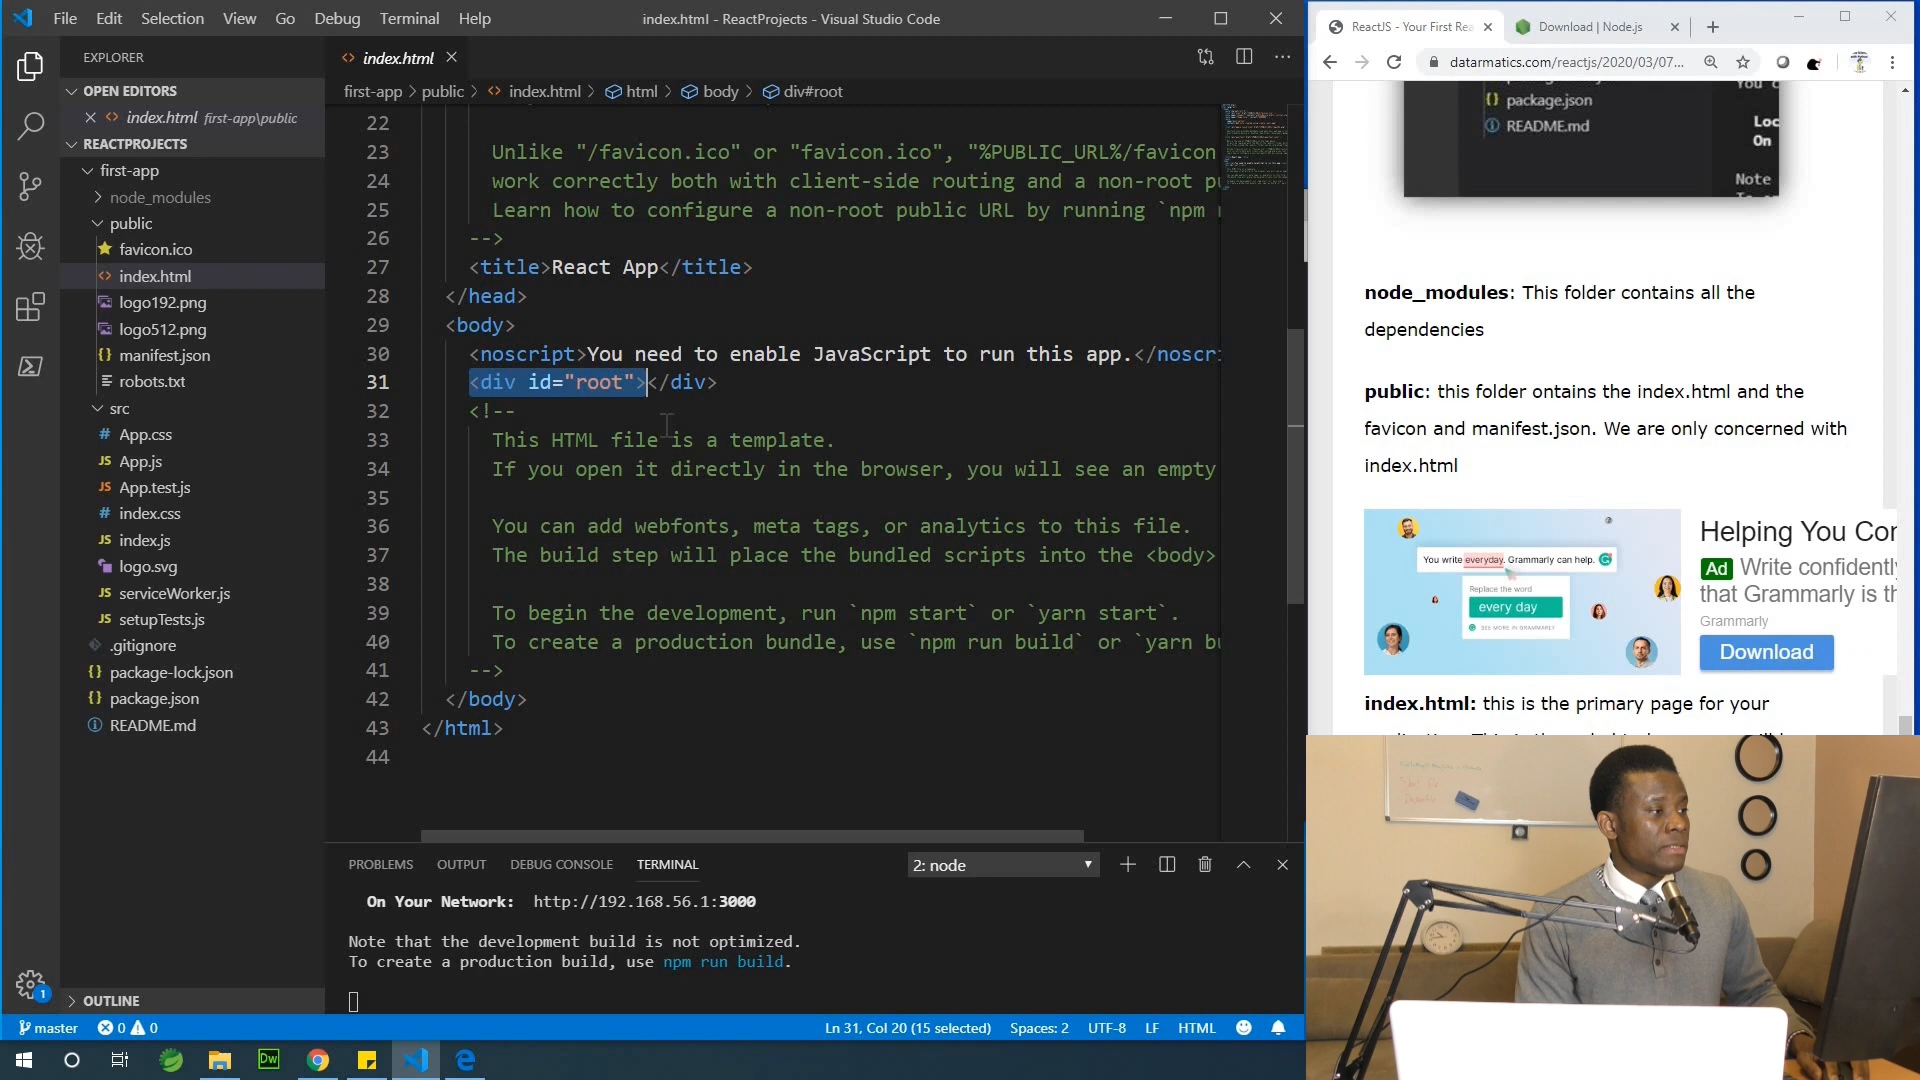 File Edit Selection View Go Debug Terminal Help
index.html - ReactProjects - Visual Studio Code
EXPLORER
OPEN EDITORS
index.html first-app\public
REACTPROJECTS
first-app
node_modules
public
favicon.ico
index.html
logo192.png
logo512.png
manifest.json
robots.txt
src
App.css
App.js
App.test.js
index.css
index.js
logo.svg
serviceWorker.js
setupTests.js
.gitignore
package-lock.json
package.json
README.md
OUTLINE
index.html
first-app > public > index.html > html > body > div#root
22
23 Unlike "/favicon.ico" or "favicon.ico", "%PUBLIC_URL%/favicon
24 work correctly both with client-side routing and a non-root pu
25 Learn how to configure a non-root public URL by running `npm r
26 -->
27 <title>React App</title>
28 </head>
29 <body>
30 <noscript>You need to enable JavaScript to run this app.</noscri
31 <div id="root"></div>
32 <!--
33 This HTML file is a template.
34 If you open it directly in the browser, you will see an empty
35
36 You can add webfonts, meta tags, or analytics to this file.
37 The build step will place the bundled scripts into the <body>
38
39 To begin the development, run `npm start` or `yarn start`.
40 To create a production bundle, use `npm run build` or `yarn bu
41 -->
42 </body>
43 </html>
44
PROBLEMS OUTPUT DEBUG CONSOLE TERMINAL
2: node
On Your Network: http://192.168.56.1:3000
Note that the development build is not optimized.
To create a production build, use npm run build.
1
master 0 0
Ln 31, Col 20 (15 selected) Spaces: 2 UTF-8 LF HTML
Dw
ReactJS - Your First Rea
Download | Node.js
datarmatics.com/reactjs/2020/03/07...
package.json
README.md
You c
Loc
On
Note
node_modules: This folder contains all the
dependencies
public: this folder ontains the index.html and the
favicon and manifest.json. We are only concerned with
index.html
You write everyday. Grammarly can help.
Replace the word
every day
SEE MORE IN GRAMMARLY
Helping You Cor
Ad Write confidently
that Grammarly is th
Grammarly
Download
index.html: this is the primary page for your